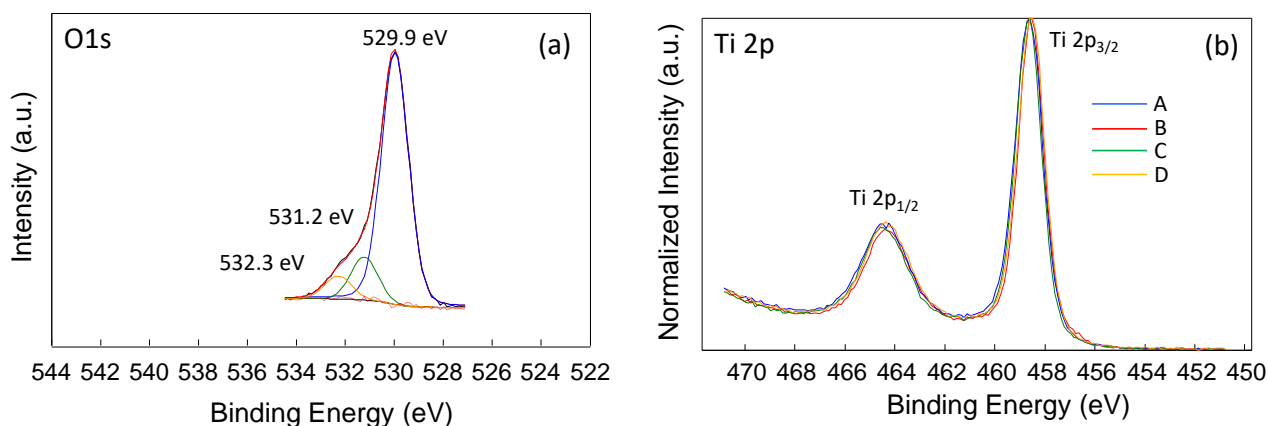 O1s
529.9 eV
(a)
531.2 eV
532.3 eV
Intensity (a.u.)
544 542 540 538 536 534 532 530 528 526 524 522
Binding Energy (eV)
Ti 2p
Ti 2p3/2
(b)
A
B
C
D
Ti 2p1/2
Normalized Intensity (a.u.)
470 468 466 464 462 460 458 456 454 452 450
Binding Energy (eV)